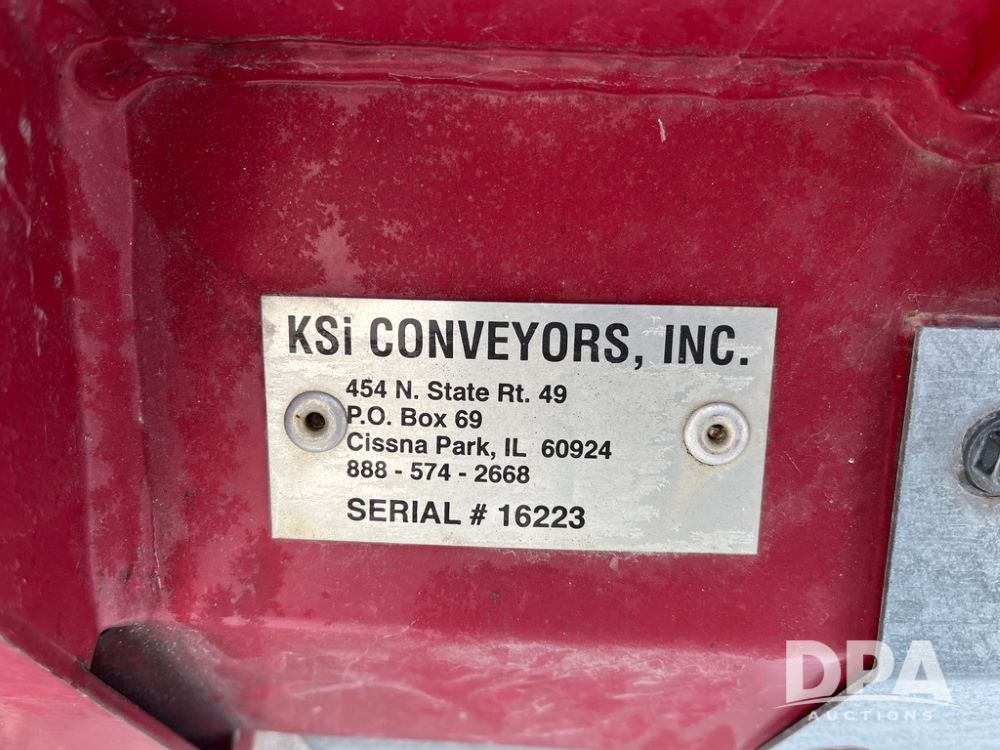 KSi CONVEYORS, INC.
454 N. State Rt. 49
P.O. Box 69
Cissna Park, IL 60924
888 - 574 - 2668
SERIAL # 16223
DPA
AUCTIONS